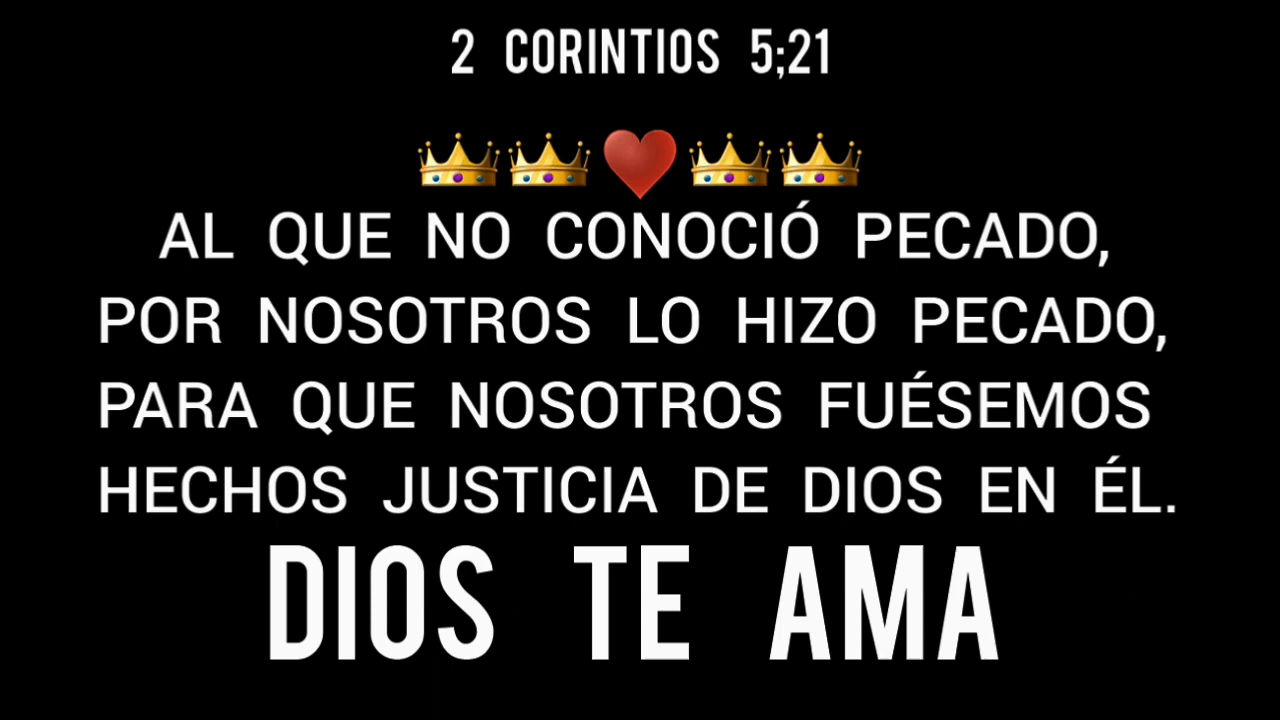 2 CORINTIOS 5;21
👑👑♥️👑👑
AL QUE NO CONOCIÓ PECADO,
POR NOSOTROS LO HIZO PECADO,
PARA QUE NOSOTROS FUÉSEMOS
HECHOS JUSTICIA DE DIOS EN ÉL.
DIOS TE AMA